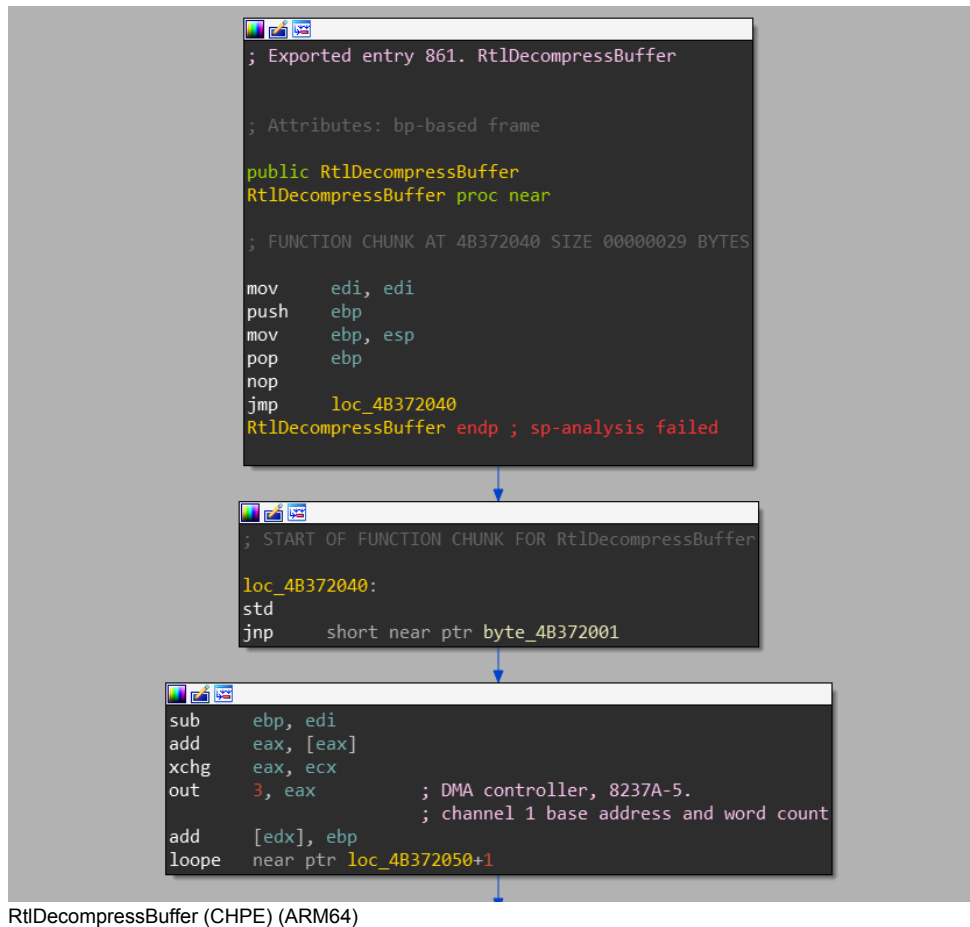 ; Exported entry 861. RtlDecompressBuffer
; Attributes: bp-based frame
public RtlDecompressBuffer
RtlDecompressBuffer proc near
; FUNCTION CHUNK AT 4B372040 SIZE 00000029 BYTES
mov edi, edi
push ebp
mov ebp, esp
pop ebp
nop
jmp loc_4B372040
RtlDecompressBuffer endp ; sp-analysis failed
; START OF FUNCTION CHUNK FOR RtlDecompressBuffer
loc_4B372040:
std
jnp short near ptr byte_4B372001
sub ebp, edi
add eax, [eax]
xchg eax, ecx
out 3, eax ; DMA controller, 8237A-5.
; channel 1 base address and word count
add [edx], ebp
loope near ptr loc_4B372050+1
RtlDecompressBuffer (CHPE) (ARM64)